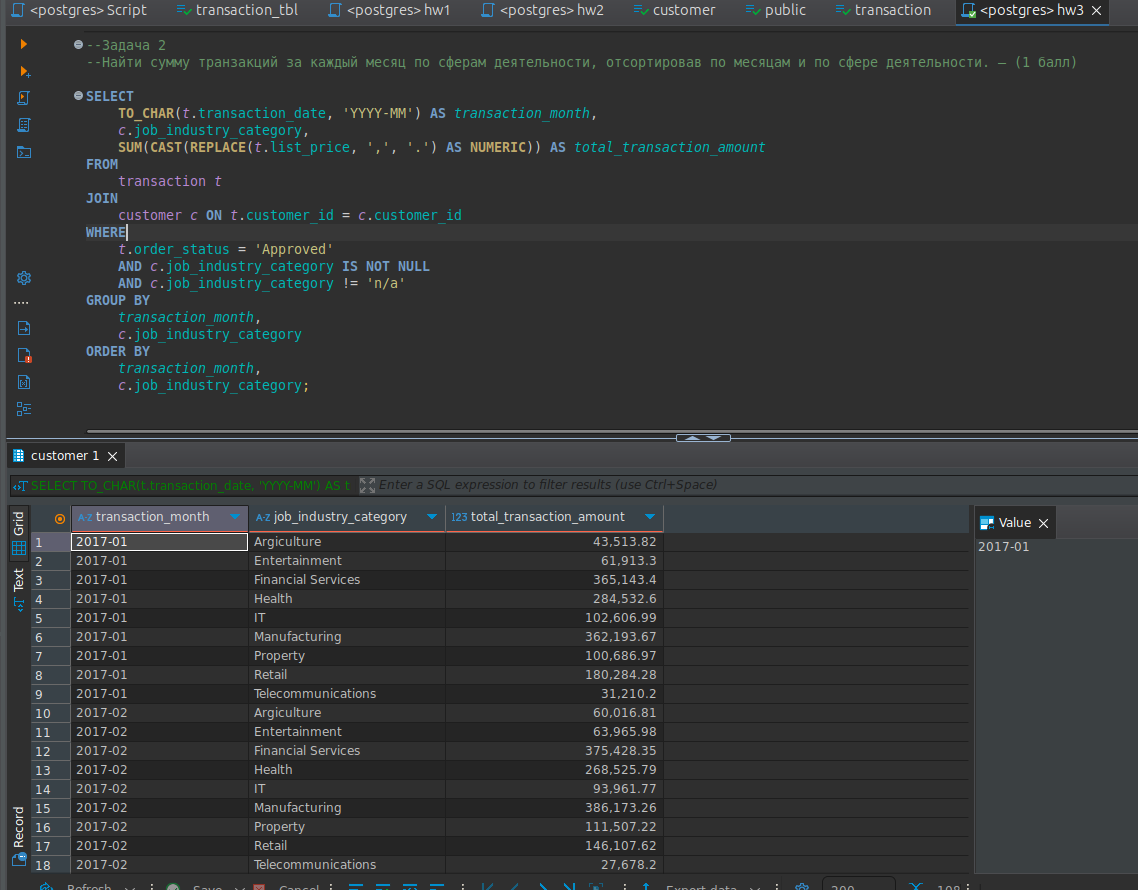 <postgres> Script
transaction_tbl
<postgres> hw1
<postgres> hw2
customer
public
transaction
<postgres> hw3
--Задача 2
--Найти сумму транзакций за каждый месяц по сферам деятельности, отсортировав по месяцам и по сфере деятельности. — (1 балл)
SELECT
TO_CHAR(t.transaction_date, 'YYYY-MM') AS transaction_month,
c.job_industry_category,
SUM(CAST(REPLACE(t.list_price, ',', '.') AS NUMERIC)) AS total_transaction_amount
FROM
transaction t
JOIN
customer c ON t.customer_id = c.customer_id
WHERE
t.order_status = 'Approved'
AND c.job_industry_category IS NOT NULL
AND c.job_industry_category != 'n/a'
GROUP BY
transaction_month,
c.job_industry_category
ORDER BY
transaction_month,
c.job_industry_category;
customer 1
SELECT TO_CHAR(t.transaction_date, 'YYYY-MM') AS t
Enter a SQL expression to filter results (use Ctrl+Space)
Grid
Text
Record
A-Z transaction_month A-Z job_industry_category 123 total_transaction_amount
1 2017-01 Argiculture 43,513.82
2 2017-01 Entertainment 61,913.3
3 2017-01 Financial Services 365,143.4
4 2017-01 Health 284,532.6
5 2017-01 IT 102,606.99
6 2017-01 Manufacturing 362,193.67
7 2017-01 Property 100,686.97
8 2017-01 Retail 180,284.28
9 2017-01 Telecommunications 31,210.2
10 2017-02 Argiculture 60,016.81
11 2017-02 Entertainment 63,965.98
12 2017-02 Financial Services 375,428.35
13 2017-02 Health 268,525.79
14 2017-02 IT 93,961.77
15 2017-02 Manufacturing 386,173.26
16 2017-02 Property 111,507.22
17 2017-02 Retail 146,107.62
18 2017-02 Telecommunications 27,678.2
Value
2017-01
Refresh Save Cancel Export data 200 108